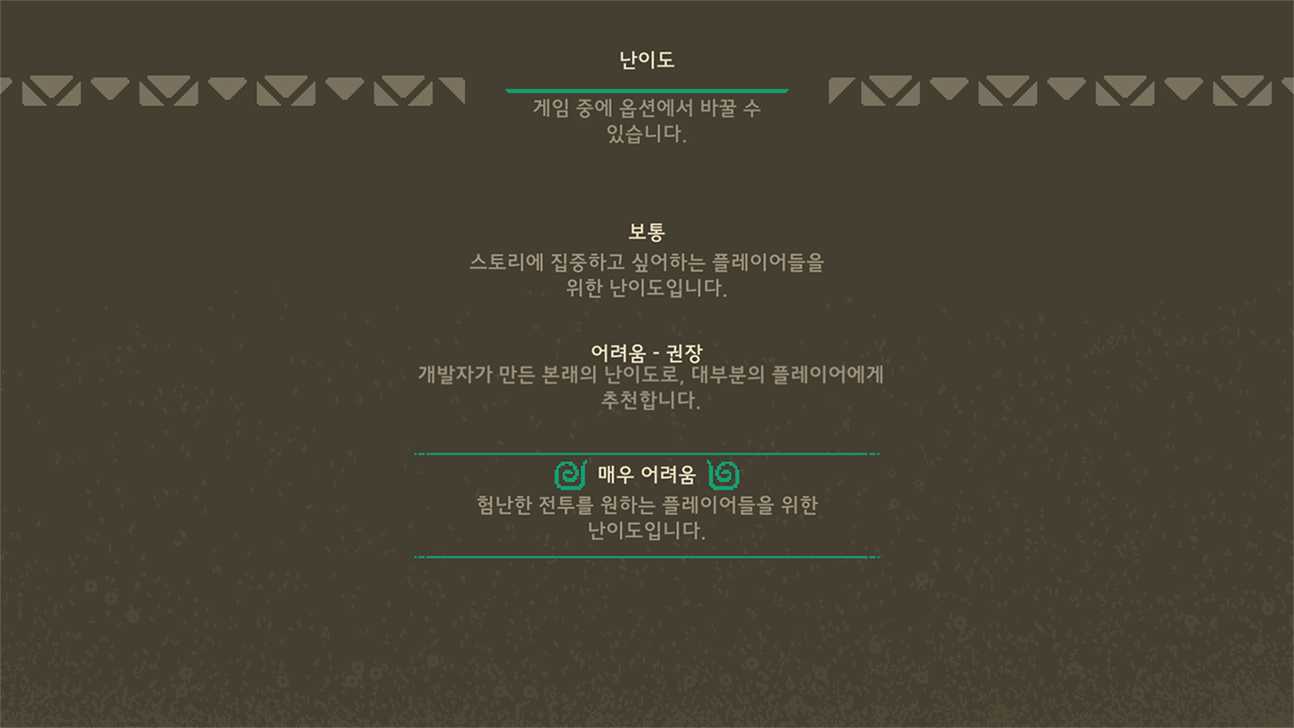 난이도
게임 중에 옵션에서 바꿀 수
있습니다.
보통
스토리에 집중하고 싶어하는 플레이어들을
위한 난이도입니다.
어려움 - 권장
개발자가 만든 본래의 난이도로, 대부분의 플레이어에게
추천합니다.
매우 어려움
험난한 전투를 원하는 플레이어들을 위한
난이도입니다.